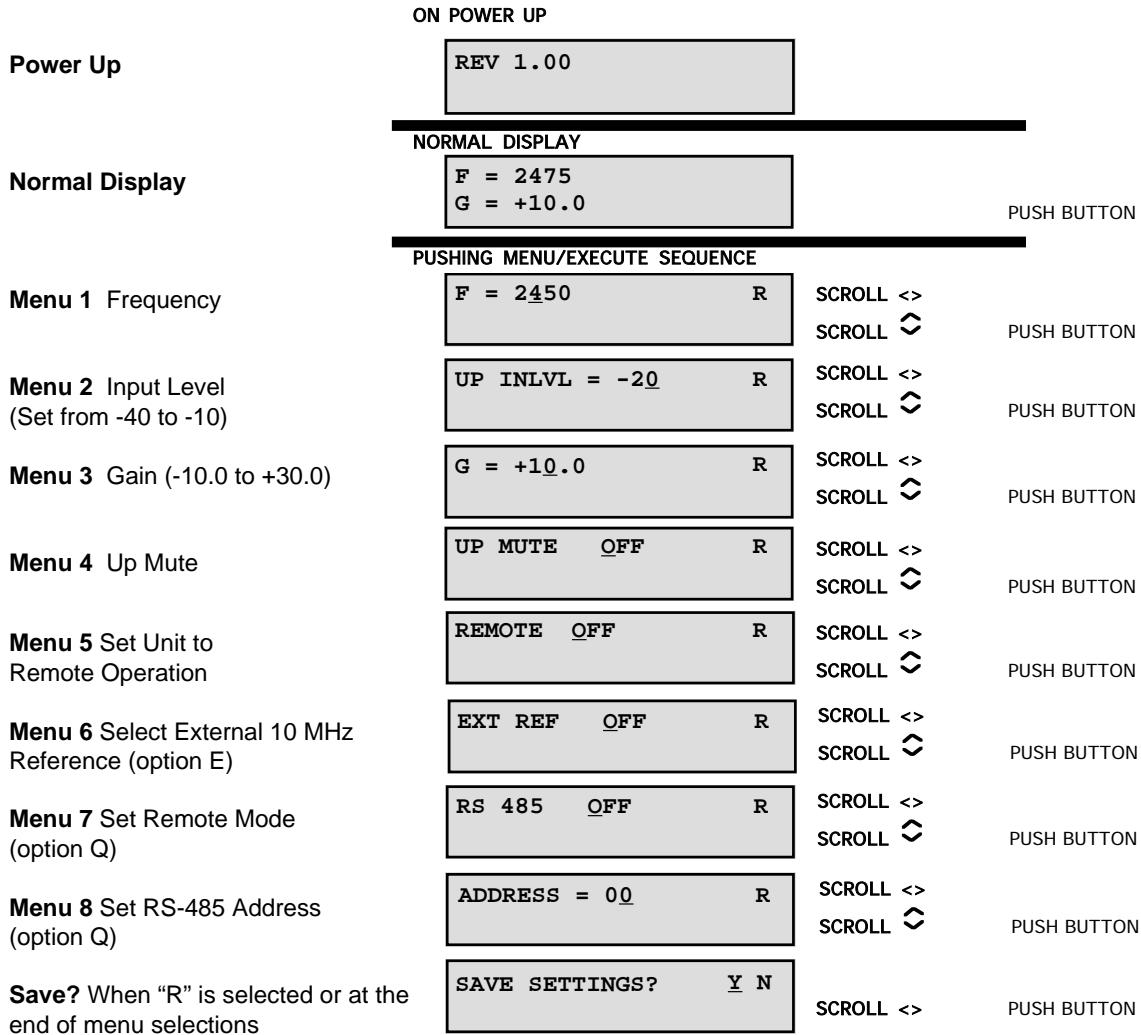 ON POWER UP
Power Up
REV 1.00
NORMAL DISPLAY
Normal Display
F = 2475
G = +10.0
PUSH BUTTON
PUSHING MENU/EXECUTE SEQUENCE
Menu 1 Frequency
F = 2450 R
SCROLL <>
SCROLL
PUSH BUTTON
Menu 2 Input Level
(Set from -40 to -10)
UP INLVL = -20 R
SCROLL <>
SCROLL
PUSH BUTTON
Menu 3 Gain (-10.0 to +30.0)
G = +10.0 R
SCROLL <>
SCROLL
PUSH BUTTON
Menu 4 Up Mute
UP MUTE OFF R
SCROLL <>
SCROLL
PUSH BUTTON
Menu 5 Set Unit to
Remote Operation
REMOTE OFF R
SCROLL <>
SCROLL
PUSH BUTTON
Menu 6 Select External 10 MHz
Reference (option E)
EXT REF OFF R
SCROLL <>
SCROLL
PUSH BUTTON
Menu 7 Set Remote Mode
(option Q)
RS 485 OFF R
SCROLL <>
SCROLL
PUSH BUTTON
Menu 8 Set RS-485 Address
(option Q)
ADDRESS = 00 R
SCROLL <>
SCROLL
PUSH BUTTON
Save? When “R” is selected or at the
end of menu selections
SAVE SETTINGS? Y N
SCROLL <>
PUSH BUTTON